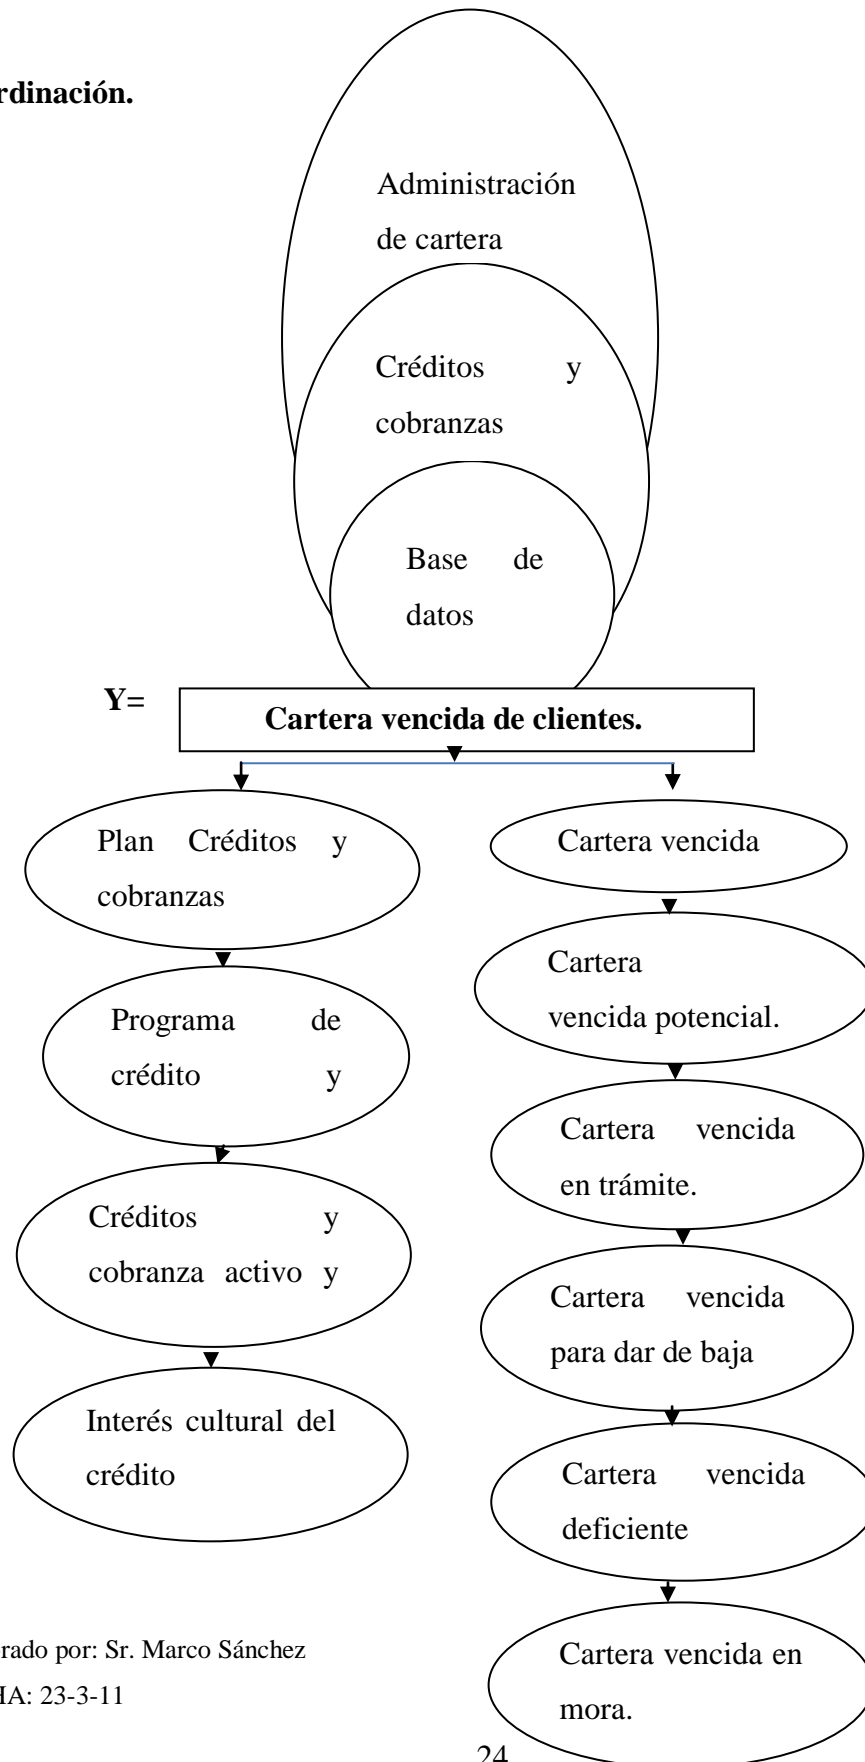 rdinación.
Administración
de cartera
Créditos y
cobranzas
Base de
datos
Y=
Cartera vencida de clientes.
Plan Créditos y
cobranzas
Programa de
crédito y
Créditos y
cobranza activo y
Interés cultural del
crédito
Cartera vencida
Cartera
vencida potencial.
Cartera vencida
en trámite.
Cartera vencida
para dar de baja
Cartera vencida
deficiente
Cartera vencida en
mora.
rado por: Sr. Marco Sánchez
HA: 23-3-11
24